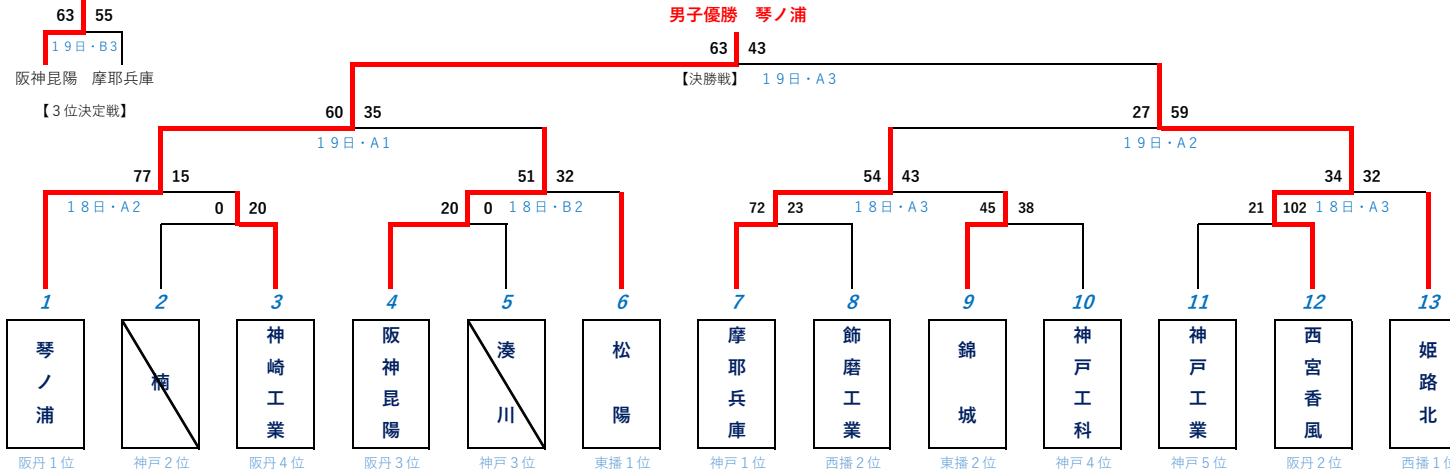 男子優勝　琴ノ浦
63 55
１９日・B3
阪神昆陽　摩耶兵庫
【３位決定戦】
63 43
【決勝戦】　１９日・A3
60 35
１９日・A1
27 59
１９日・A2
77 15
１８日・A2
51 32
１８日・B2
54 43
１８日・A3
34 32
１８日・A3
0 20
20 0
72 23
45 38
21 102
1 2 3 4 5 6 7 8 9 10 11 12 13
琴ノ浦
楠
神崎工業
阪神昆陽
湊川
松陽
摩耶兵庫
飾磨工業
錦城
神戸工科
神戸工業
西宮香風
姫路北
阪丹１位 神戸２位 阪丹４位 阪丹３位 神戸３位 東播１位 神戸１位 西播２位 東播２位 神戸４位 神戸５位 阪丹２位 西播１位